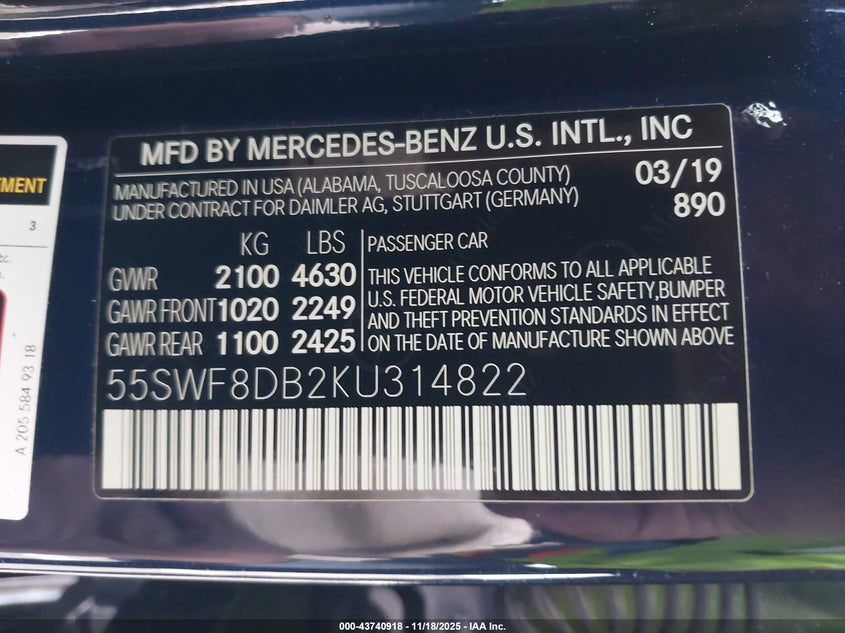 MFD BY MERCEDES-BENZ U.S. INTL., INC
MANUFACTURED IN USA (ALABAMA, TUSCALOOSA COUNTY) 03/19
UNDER CONTRACT FOR DAIMLER AG, STUTTGART (GERMANY) 890
KG LBS PASSENGER CAR
GVWR 2100 4630 THIS VEHICLE CONFORMS TO ALL APPLICABLE
U.S. FEDERAL MOTOR VEHICLE SAFETY,BUMPER
GAWR FRONT 1020 2249 AND THEFT PREVENTION STANDARDS IN EFFECT
GAWR REAR 1100 2425 ON THE DATE OF MANUFACTURE SHOWN ABOVE
55SWF8DB2KU314822
EMENT
3
A 205 584 93 18
000-43740918 - 11/18/2025 - IAA Inc.